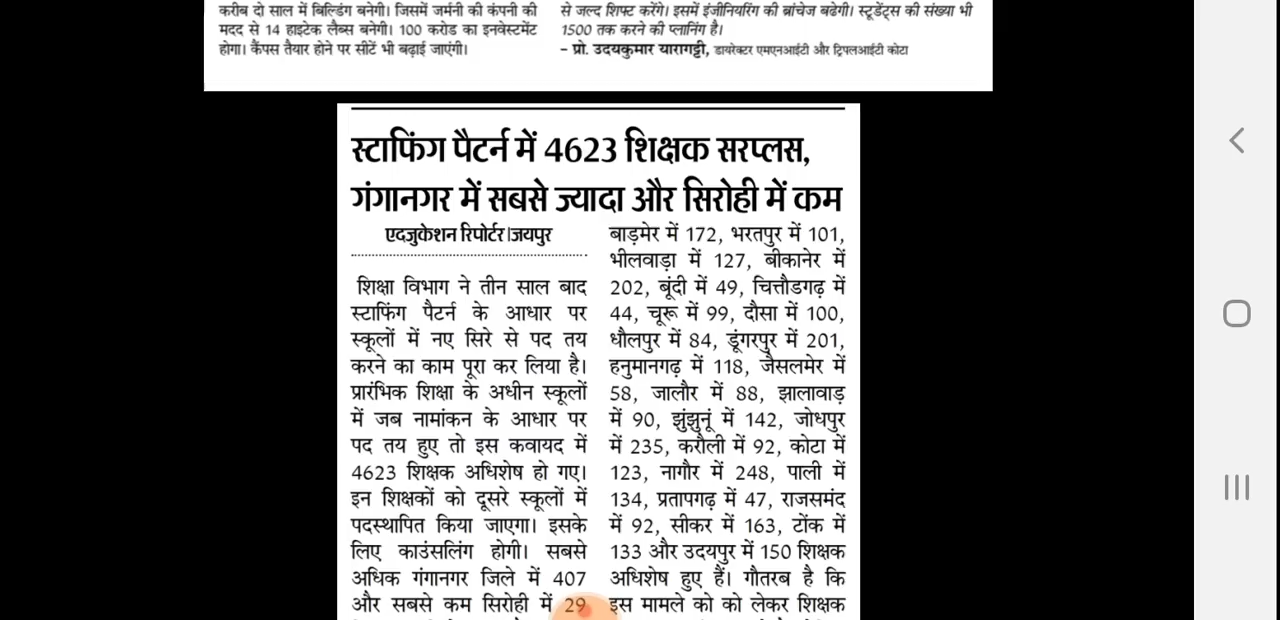 करीब दो साल में बिल्डिंग बनेगी। जिसमें जर्मनी की कंपनी की
मदद से 14 हाइटेक लैब्स बनेगी। 100 करोड का इनवेस्टमेंट
होगा। कैंपस तैयार होने पर सीटें भी बढ़ाई जाएंगी।
से जल्द शिफ्ट करेंगे। इसमें इंजीनियरिंग की ब्रांचेज बढेगी। स्टूडेंट्स की संख्या भी
1500 तक करने की प्लानिंग है।
– प्रो. उदयकुमार यारागट्टी, डायरेक्टर एमएनआईटी और ट्रिपलआईटी कोटा
स्टाफिंग पैटर्न में 4623 शिक्षक सरप्लस,
गंगानगर में सबसे ज्यादा और सिरोही में कम
एदजुकेशन रिपोर्टर।जयपुर
शिक्षा विभाग ने तीन साल बाद
स्टाफिंग पैटर्न के आधार पर
स्कूलों में नए सिरे से पद तय
करने का काम पूरा कर लिया है।
प्रारंभिक शिक्षा के अधीन स्कूलों
में जब नामांकन के आधार पर
पद तय हुए तो इस कवायद में
4623 शिक्षक अधिशेष हो गए।
इन शिक्षकों को दूसरे स्कूलों में
पदस्थापित किया जाएगा। इसके
लिए काउंसलिंग होगी। सबसे
अधिक गंगानगर जिले में 407
और सबसे कम सिरोही में 29
बाड़मेर में 172, भरतपुर में 101,
भीलवाड़ा में 127, बीकानेर में
202, बूंदी में 49, चित्तौडगढ़ में
44, चूरू में 99, दौसा में 100,
धौलपुर में 84, डूंगरपुर में 201,
हनुमानगढ़ में 118, जैसलमेर में
58, जालौर में 88, झालावाड़
में 90, झुंझुनूं में 142, जोधपुर
में 235, करौली में 92, कोटा में
123, नागौर में 248, पाली में
134, प्रतापगढ़ में 47, राजसमंद
में 92, सीकर में 163, टोंक में
133 और उदयपुर में 150 शिक्षक
अधिशेष हुए हैं। गौतरब है कि
इस मामले को को लेकर शिक्षक